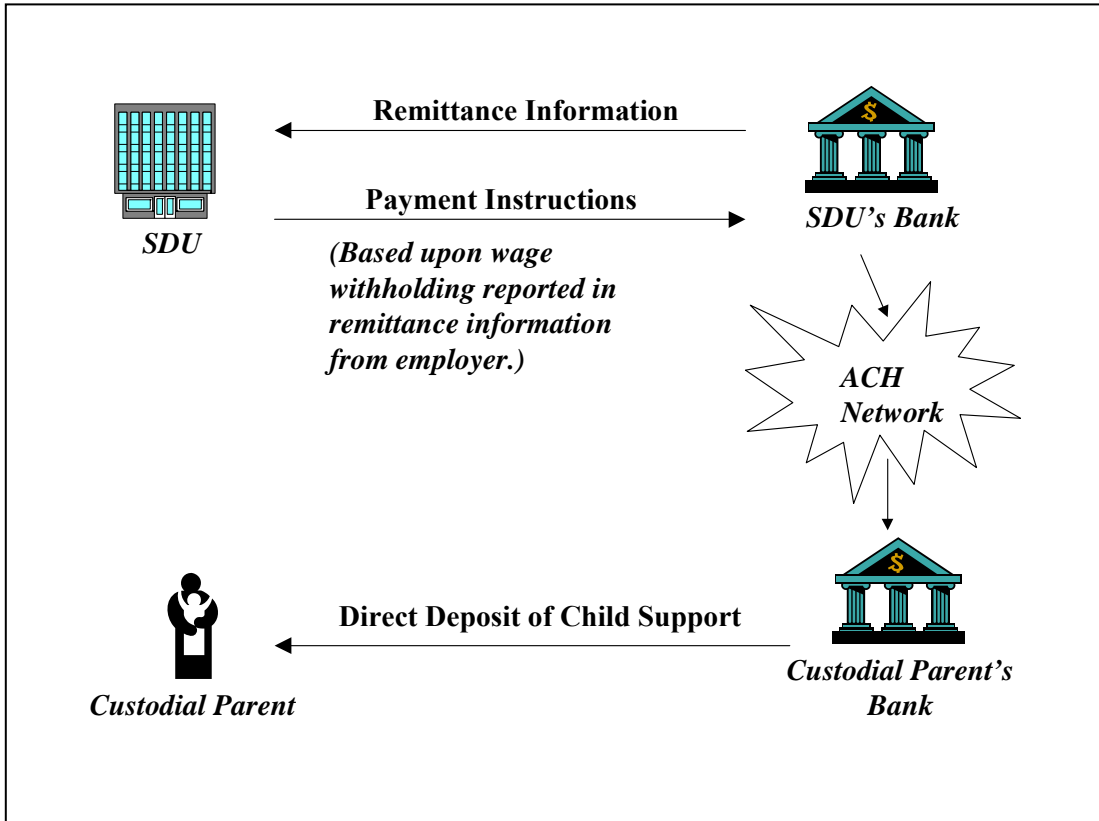 Remittance Information
$
Payment Instructions
SDU
SDU's Bank
(Based upon wage
withholding reported in
remittance information
from employer.)
ACH
Network
$
Direct Deposit of Child Support
Custodial Parent
Custodial Parent's
Bank